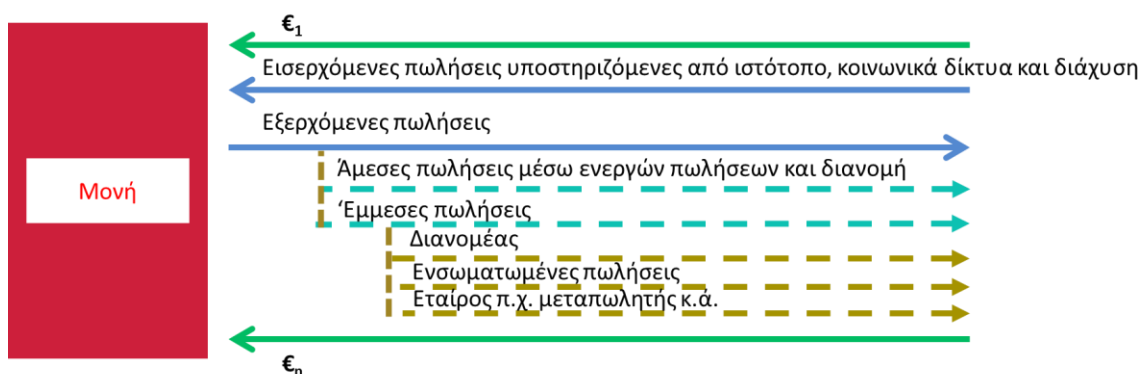 €1
Εισερχόμενες πωλήσεις υποστηριζόμενες από ιστότοπο, κοινωνικά δίκτυα και διάχυση
Εξερχόμενες πωλήσεις
Άμεσες πωλήσεις μέσω ενεργών πωλήσεων και διανομή
Μονή
‘Εμμεσες πωλήσεις
Διανομέας
Ενσωματωμένες πωλήσεις
Εταίρος π.χ. μεταπωλητής κ.ά.
€n